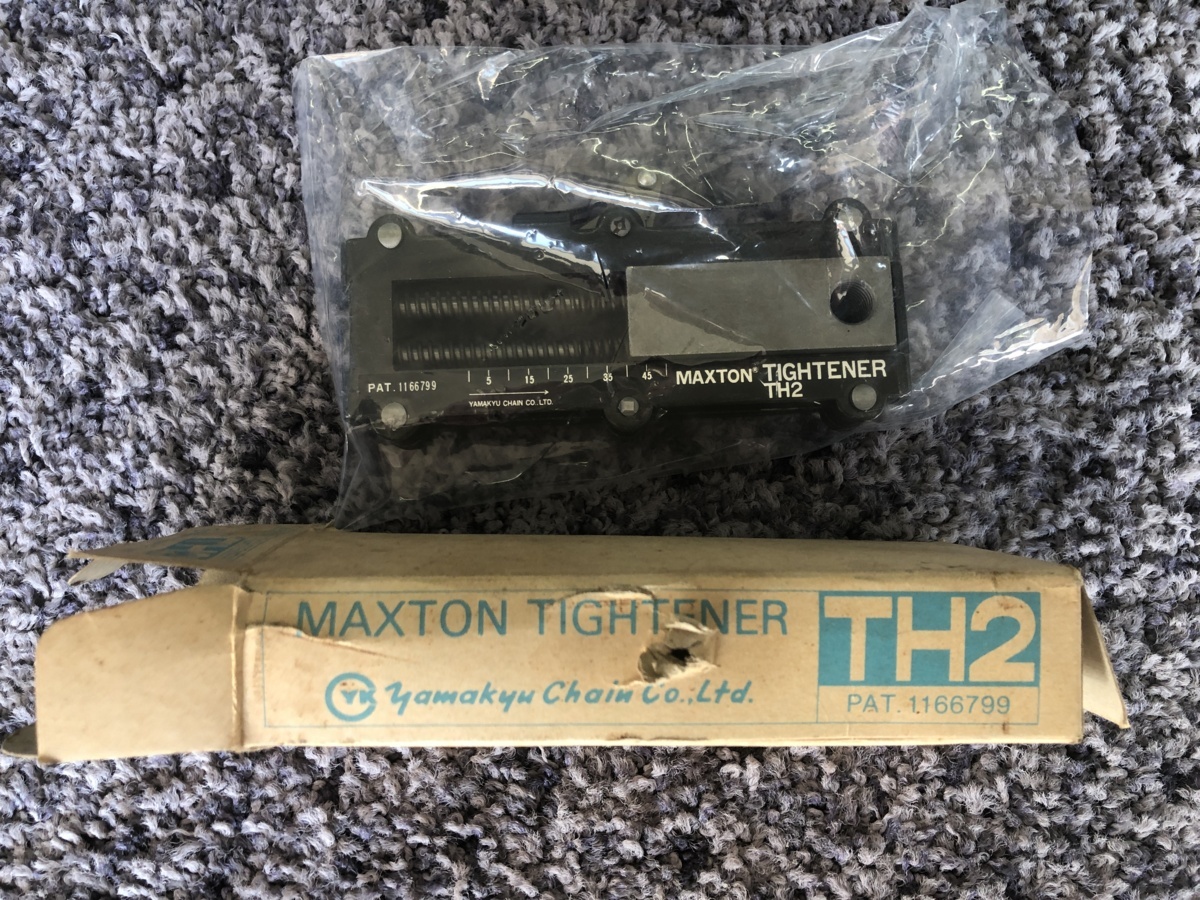 PAT. 1166799
5 15 25 35 45
YAMAKYU CHAIN CO., LTD.
MAXTON® TIGHTENER
TH2
MAXTON TIGHTENER
YK Yamakyu Chain Co., Ltd.
TH2
PAT. 1166799